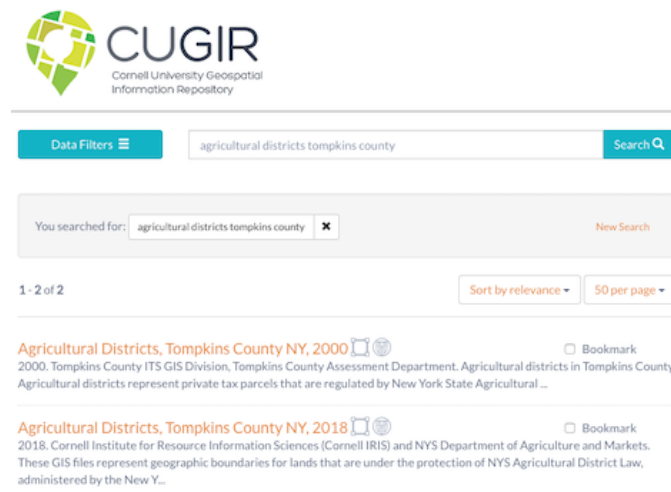 CUGIR
Cornell University Geospatial
Information Repository
Data Filters
agricultural districts tompkins county
Search
You searched for:
agricultural districts tompkins county
New Search
1 - 2 of 2
Sort by relevance
50 per page
Agricultural Districts, Tompkins County NY, 2000
Bookmark
2000. Tompkins County ITS GIS Division, Tompkins County Assessment Department. Agricultural districts in Tompkins County
Agricultural districts represent private tax parcels that are regulated by New York State Agricultural ...
Agricultural Districts, Tompkins County NY, 2018
Bookmark
2018. Cornell Institute for Resource Information Sciences (Cornell IRIS) and NYS Department of Agriculture and Markets.
These GIS files represent geographic boundaries for lands that are under the protection of NYS Agricultural District Law,
administered by the New Y...